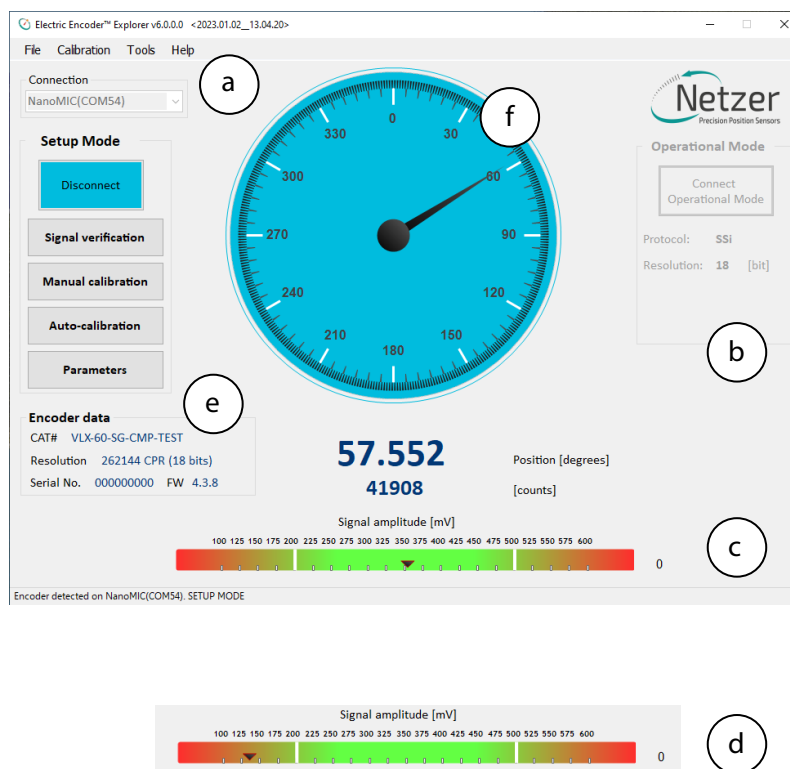 Electric Encoder™ Explorer v6.0.0.0 <2023.01.02__13.04.20>
File Calibration Tools Help
Connection
NanoMIC(COM54)
a
Setup Mode
Disconnect
Signal verification
Manual calibration
Auto-calibration
Parameters
e
Encoder data
CAT# VLX-60-SG-CMP-TEST
Resolution 262144 CPR (18 bits)
Serial No. 000000000 FW 4.3.8
f
0
30
60
90
120
150
180
210
240
270
300
330
Netzer
Precision Position Sensors
Operational Mode
Connect
Operational Mode
Protocol: SSi
Resolution: 18 [bit]
b
57.552 Position [degrees]
41908 [counts]
Signal amplitude [mV]
100 125 150 175 200 225 250 275 300 325 350 375 400 425 450 475 500 525 550 575 600
0
c
Encoder detected on NanoMIC(COM54). SETUP MODE
Signal amplitude [mV]
100 125 150 175 200 225 250 275 300 325 350 375 400 425 450 475 500 525 550 575 600
0
d